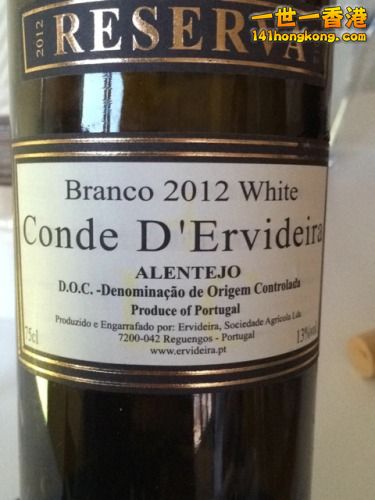 一世一香港
141hongkong.com
2012
RESERVA
Branco 2012 White
Conde D'Ervideira
ALENTEJO
D.O.C. -Denominação de Origem Controlada
Produce of Portugal
Produzido e Engarrafado por: Ervideira, Sociedade Agrícola Lda
75cl
7200-042 Reguengos - Portugal
13%vol.
www.ervideira.pt